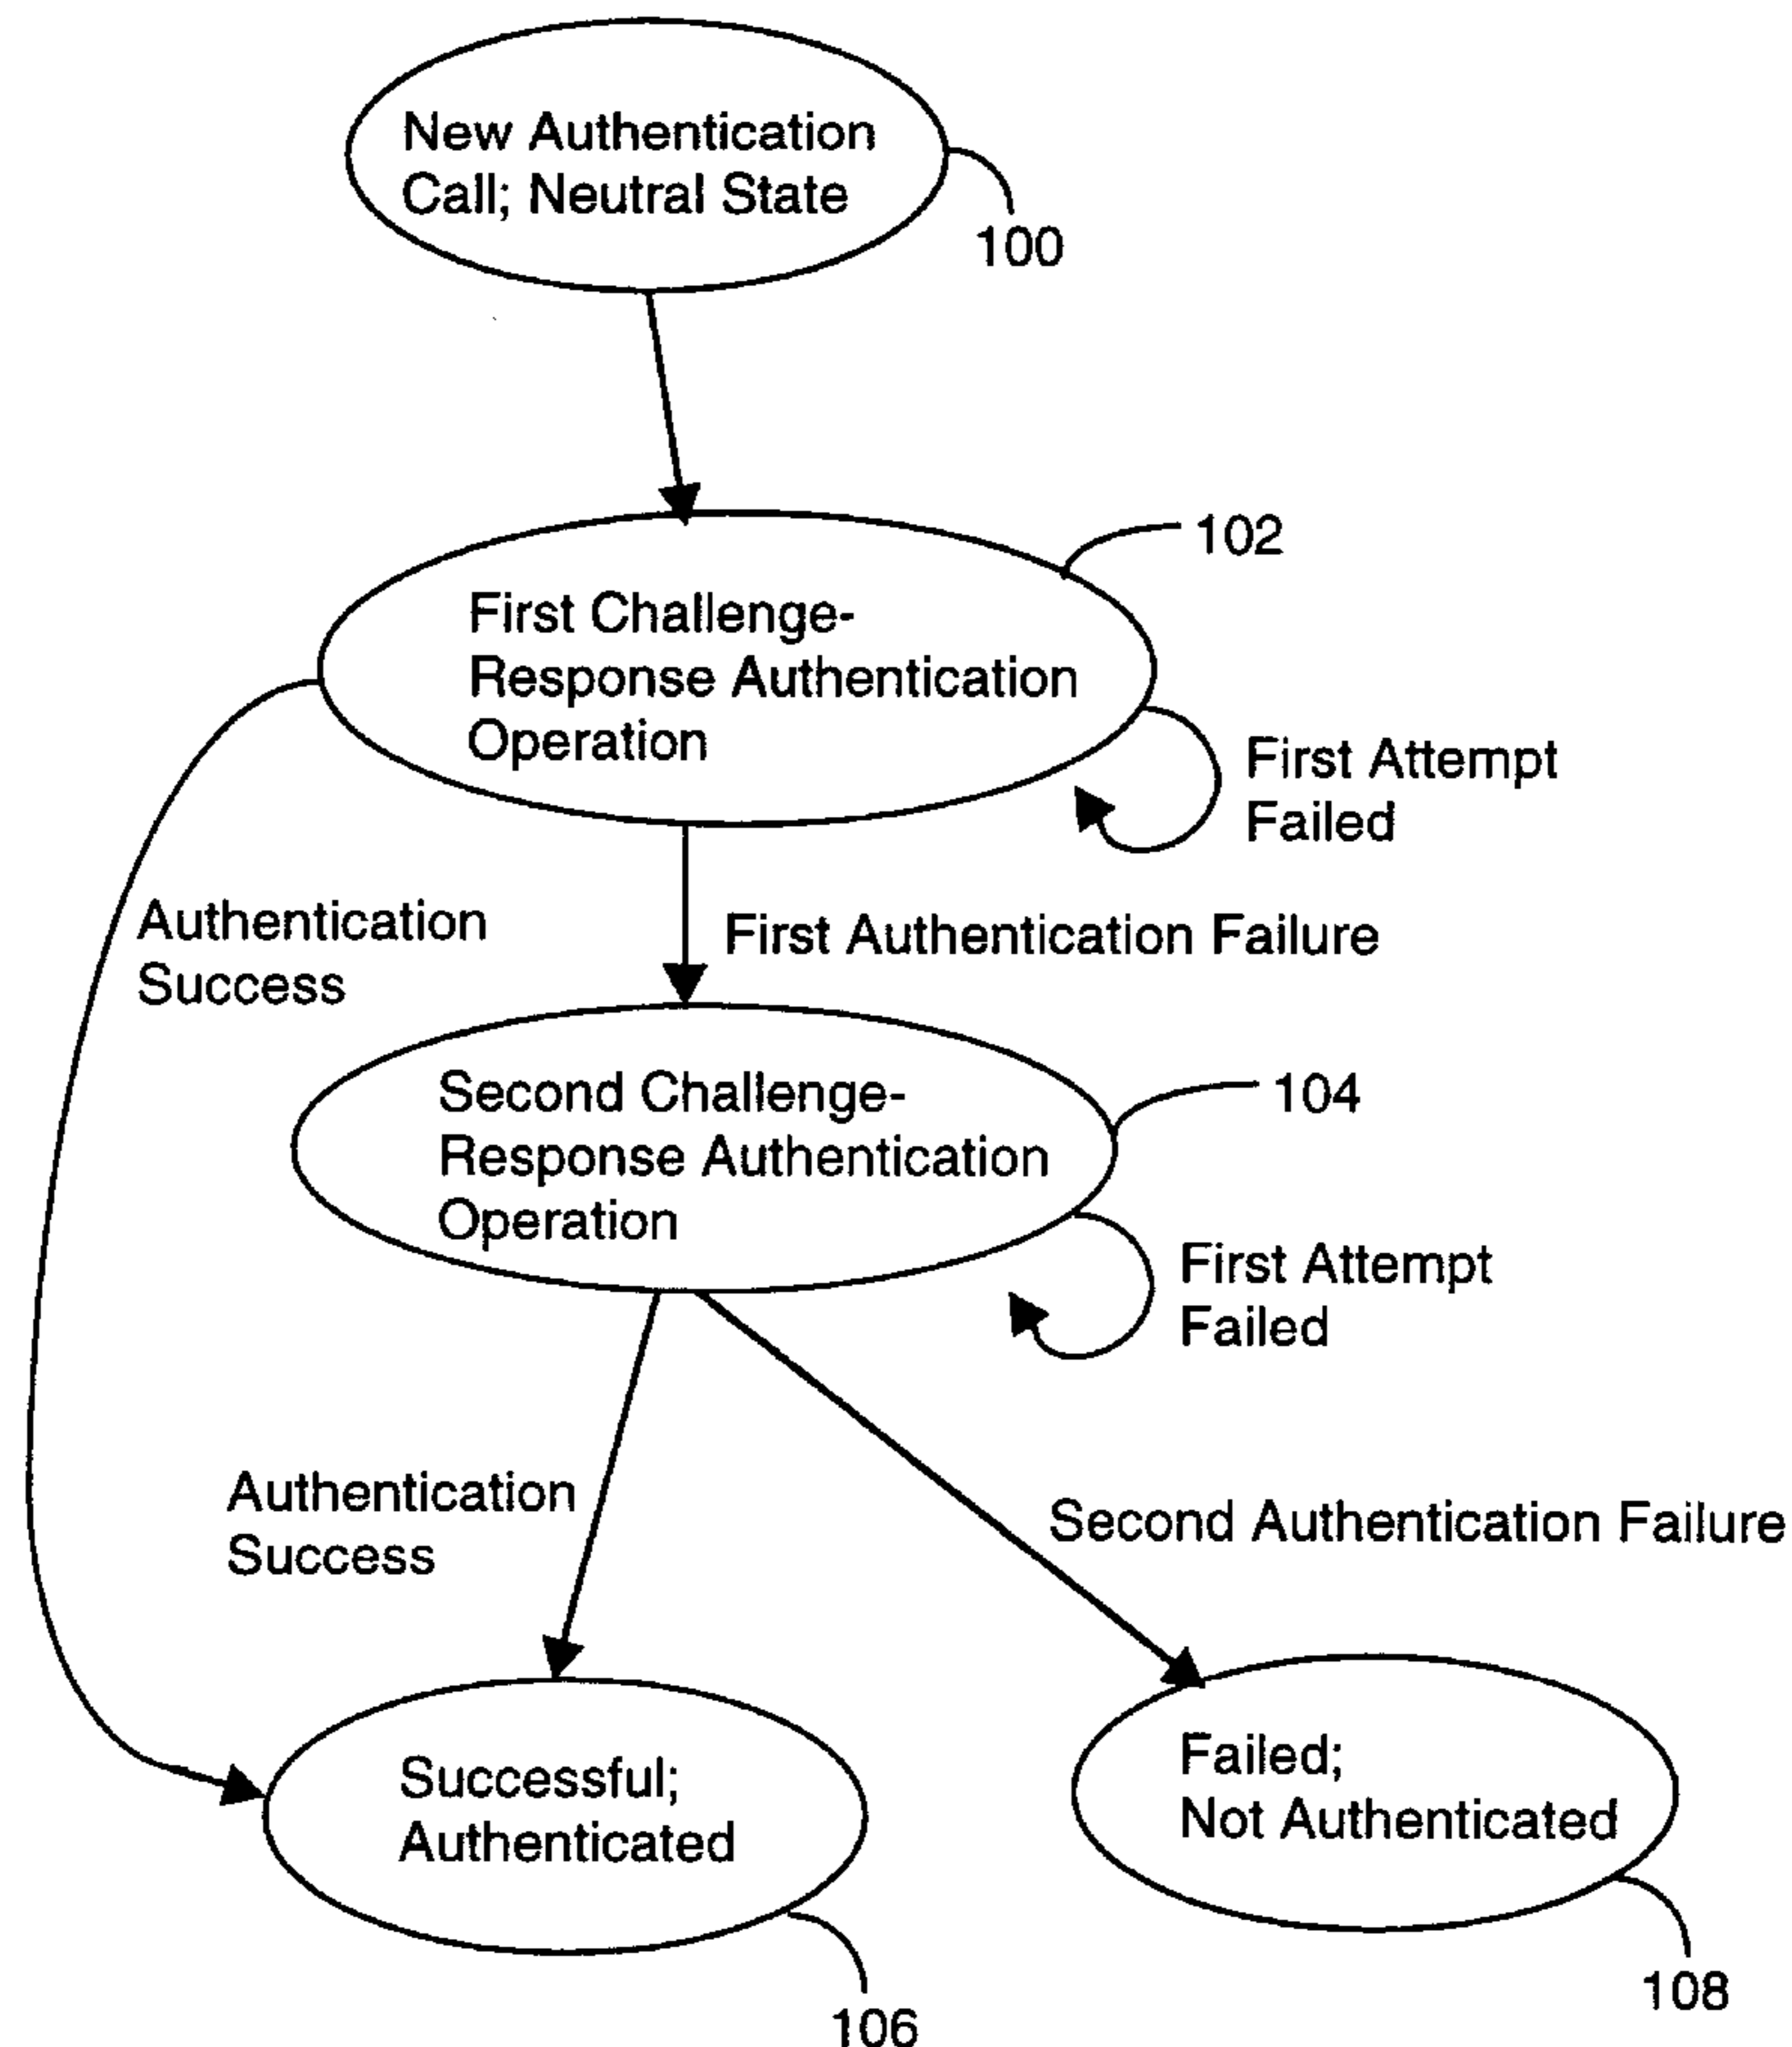 New Authentication
Call; Neutral State
100
102
First Challenge-
Response Authentication
Operation
First Attempt
Failed
Authentication
Success
First Authentication Failure
Second Challenge-
Response Authentication
Operation
104
First Attempt
Failed
Authentication
Success
Second Authentication Failure
Successful;
Authenticated
Failed;
Not Authenticated
106
108